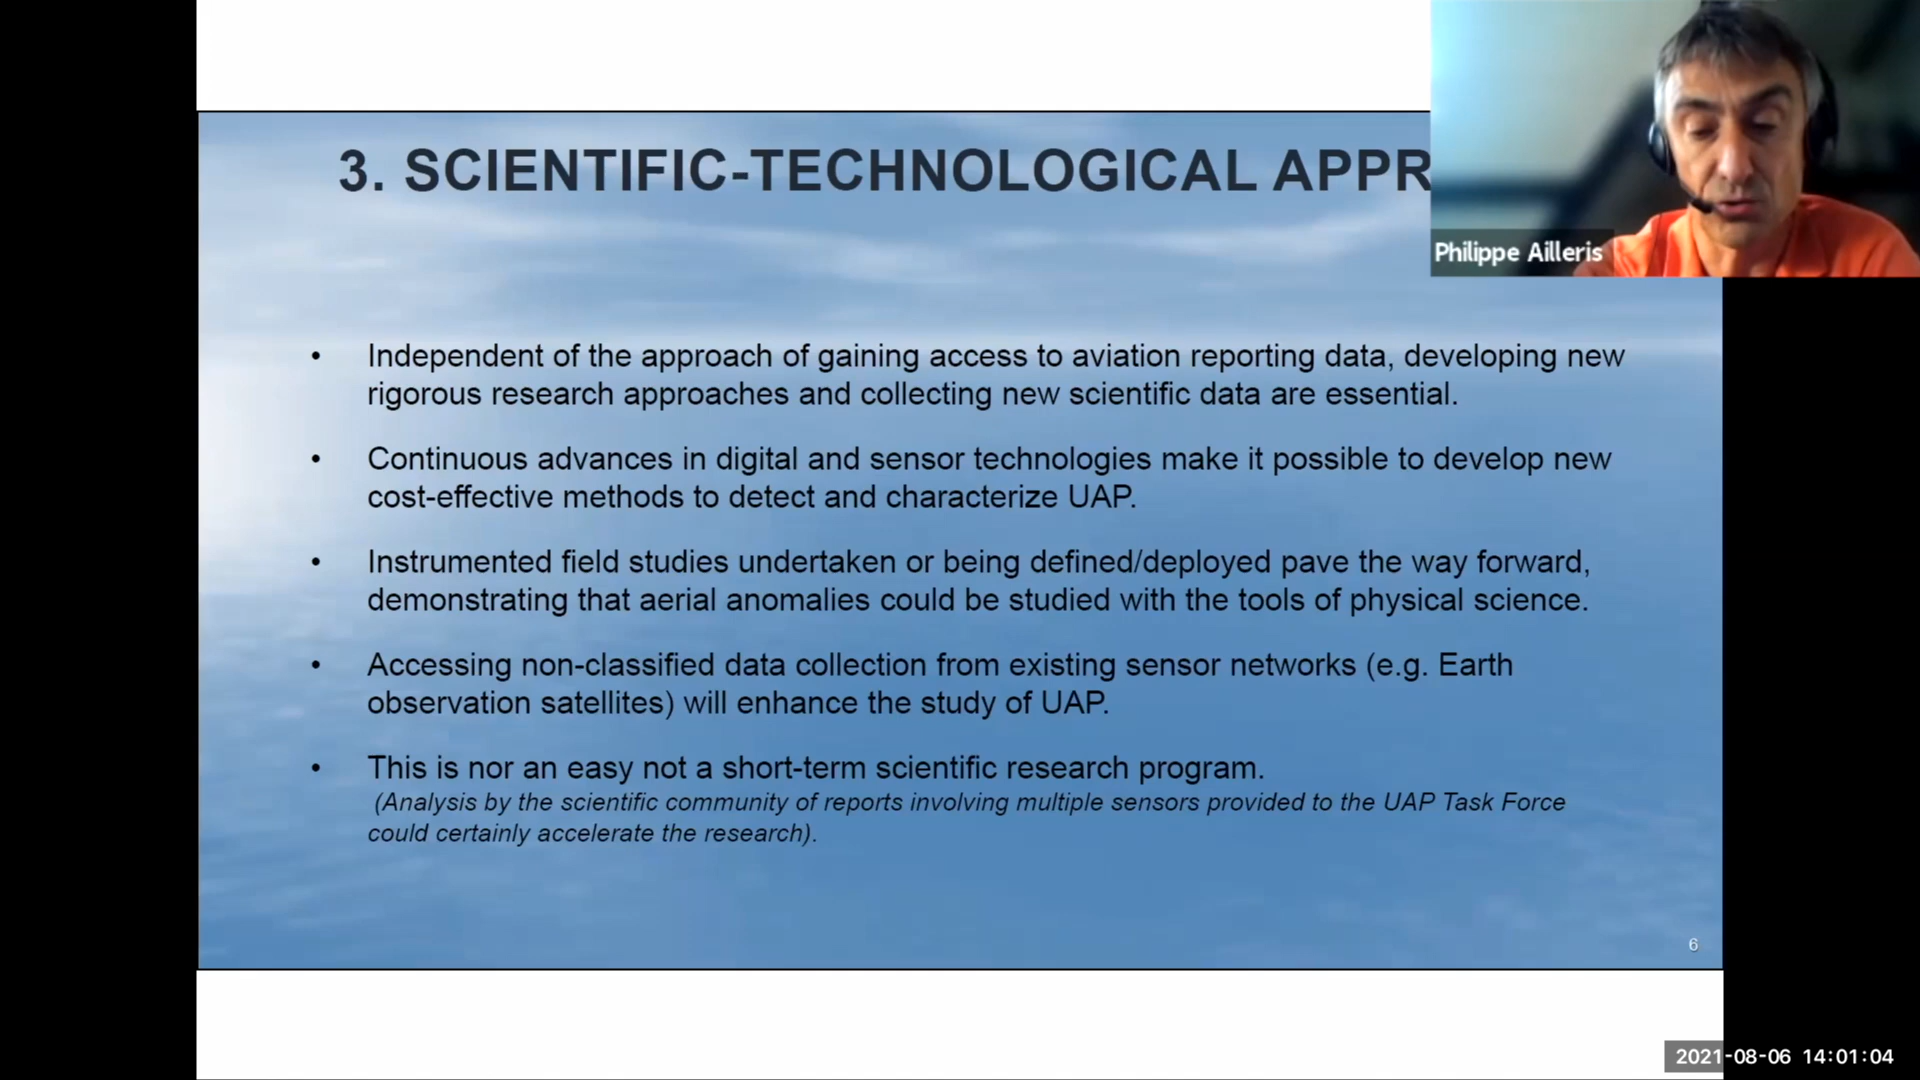 3. SCIENTIFIC-TECHNOLOGICAL APPR
Philippe Ailleris
• Independent of the approach of gaining access to aviation reporting data, developing new
rigorous research approaches and collecting new scientific data are essential.
• Continuous advances in digital and sensor technologies make it possible to develop new
cost-effective methods to detect and characterize UAP.
• Instrumented field studies undertaken or being defined/deployed pave the way forward,
demonstrating that aerial anomalies could be studied with the tools of physical science.
• Accessing non-classified data collection from existing sensor networks (e.g. Earth
observation satellites) will enhance the study of UAP.
• This is nor an easy not a short-term scientific research program.
(Analysis by the scientific community of reports involving multiple sensors provided to the UAP Task Force
could certainly accelerate the research).
6
2021-08-06 14:01:04